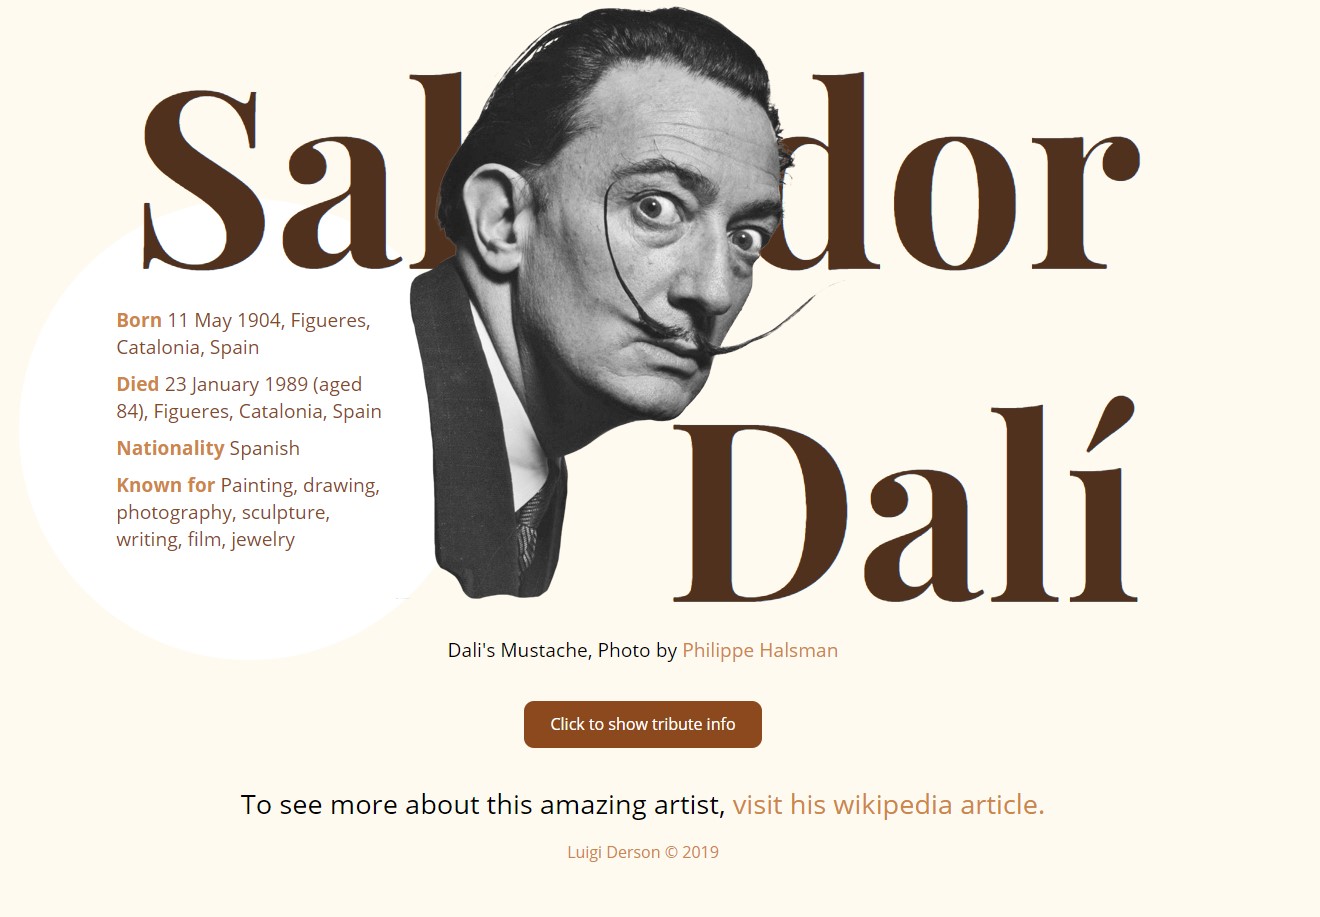 Sal dor
Born 11 May 1904, Figueres,
Catalonia, Spain
Died 23 January 1989 (aged
84), Figueres, Catalonia, Spain
Nationality Spanish
Known for Painting, drawing,
photography, sculpture,
writing, film, jewelry
Dalí
Dali's Mustache, Photo by Philippe Halsman
Click to show tribute info
To see more about this amazing artist, visit his wikipedia article.
Luigi Derson © 2019